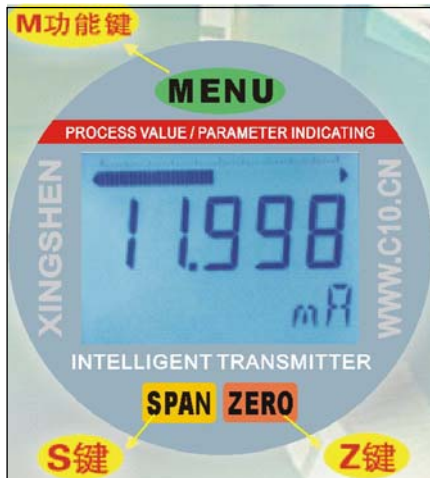 M功能键
MENU
PROCESS VALUE / PARAMETER INDICATING
XINGSHEN
11.998
mA
WWW.C10.CN
INTELLIGENT TRANSMITTER
SPAN ZERO
S键
Z键